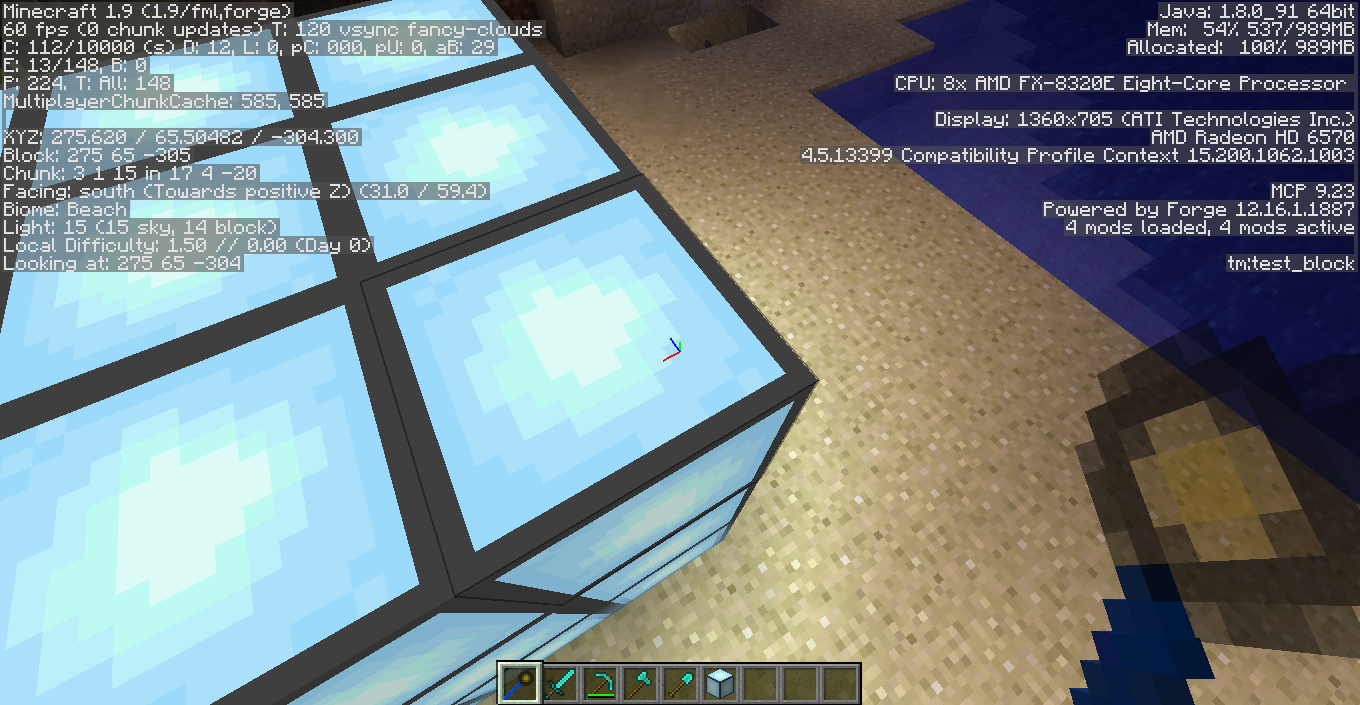 Minecraft 1.9 (1.9/fml,forge)
60 fps (0 chunk updates) T: 120 vsync fancy-clouds
C: 112/10000 (s) D: 12, L: 0, pC: 000, pU: 0, aB: 29
E: 13/148, B: 0
P: 224. T: All: 148
MultiplayerChunkCache: 585, 585
XYZ: 275.620 / 65.50482 / -304.300
Block: 275 65 -305
Chunk: 3 1 15 in 17 4 -20
Facing: south (Towards positive Z) (31.0 / 59.4)
Biome: Beach
Light: 15 (15 sky, 14 block)
Local Difficulty: 1.50 // 0.00 (Day 0)
Looking at: 275 65 -304
Java: 1.8.0_91 64bit
Mem: 54% 537/989MB
Allocated: 100% 989MB
CPU: 8x AMD FX-8320E Eight-Core Processor
Display: 1360x705 (ATI Technologies Inc.)
AMD Radeon HD 6570
4.5.13399 Compatibility Profile Context 15.200.1062.1003
MCP 9.23
Powered by Forge 12.16.1.1887
4 mods loaded, 4 mods active
tm:test_block